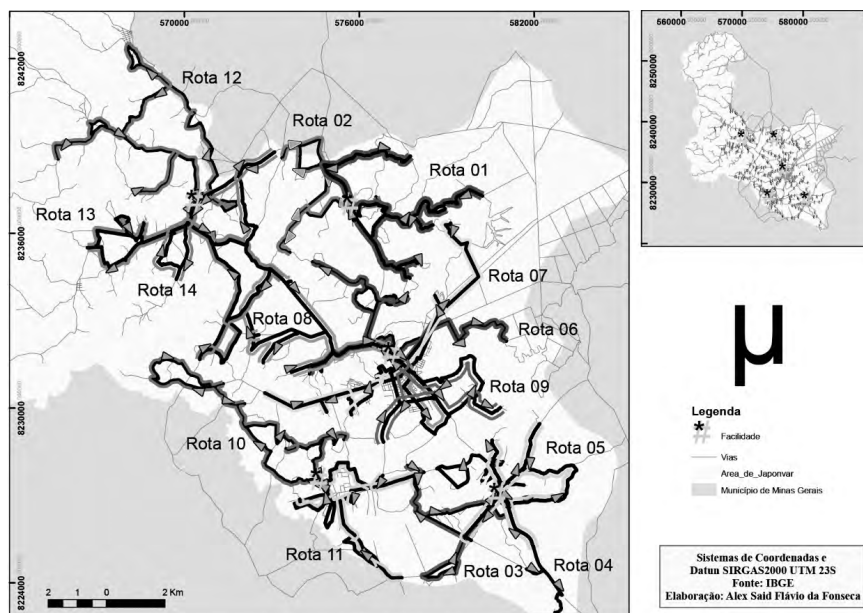 570000
576000
582000
8242000
8236000
8230000
8224000
Rota 12
Rota 02
Rota 01
Rota 13
Rota 07
Rota 14
Rota 08
Rota 06
Rota 09
Rota 10
Rota 05
Rota 11
Rota 03
Rota 04
2 1 0 2 Km
560000
570000
580000
8250000
8240000
8230000
µ
Legenda
Facilidade
Vias
Area_de_Japonvar
Município de Minas Gerais
Sistemas de Coordenadas e
Datun SIRGAS2000 UTM 23S
Fonte: IBGE
Elaboração: Alex Said Flávio da Fonseca